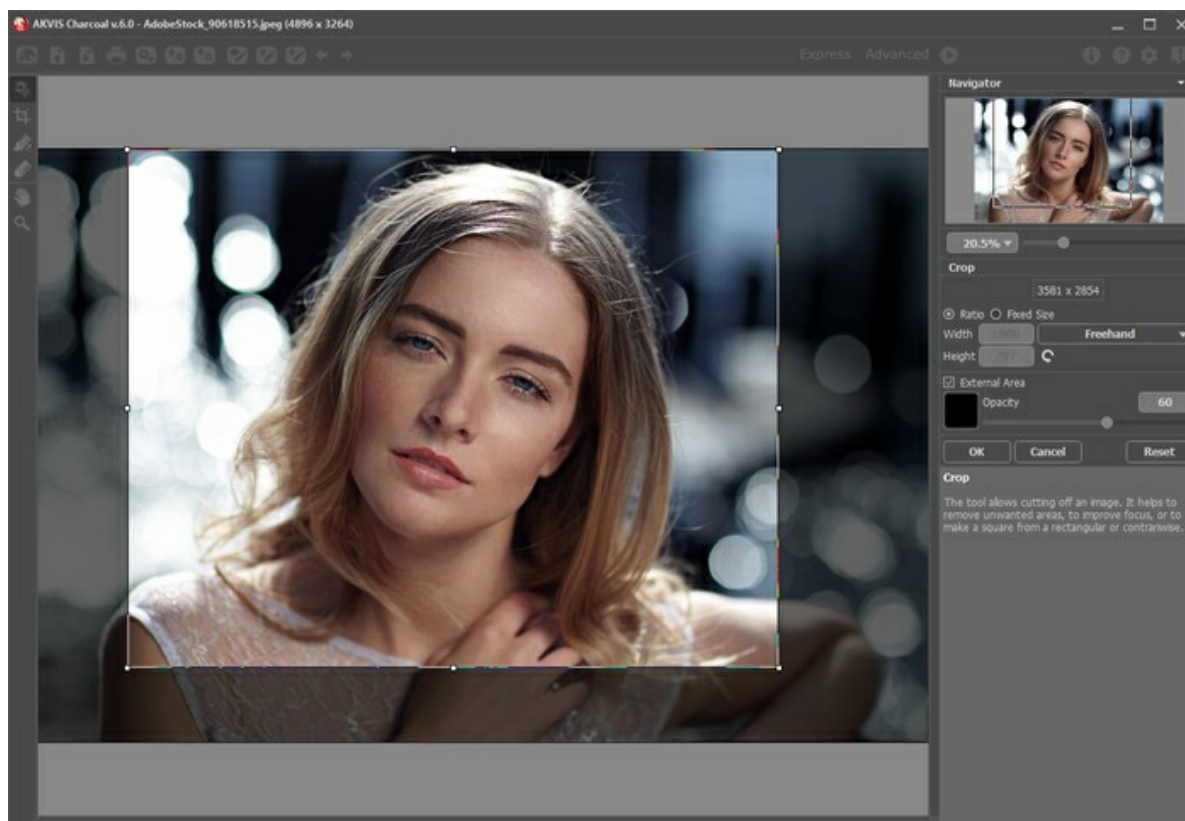 AKVIS Charcoal v.6.0 - AdobeStock_90618515.jpeg (4896 x 3264)
Express Advanced
Navigator
20.5%
Crop
3581 x 2854
Ratio Fixed Size
Width Freehand
Height
External Area
Opacity 60
OK Cancel Reset
Crop
The tool allows cutting off an image. It helps to
remove unwanted areas, to improve focus, or to
make a square from a rectangular or contrariwise.